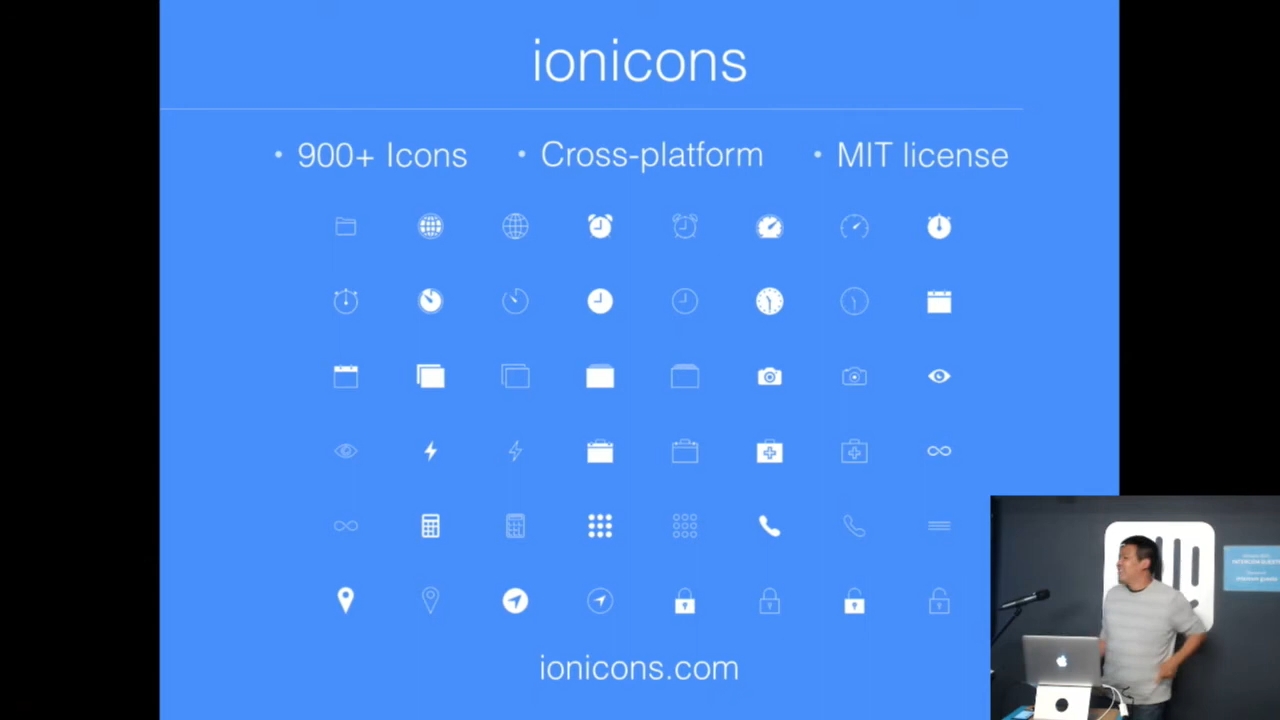 ionicons
• 900+ Icons • Cross-platform • MIT license
ionicons.com